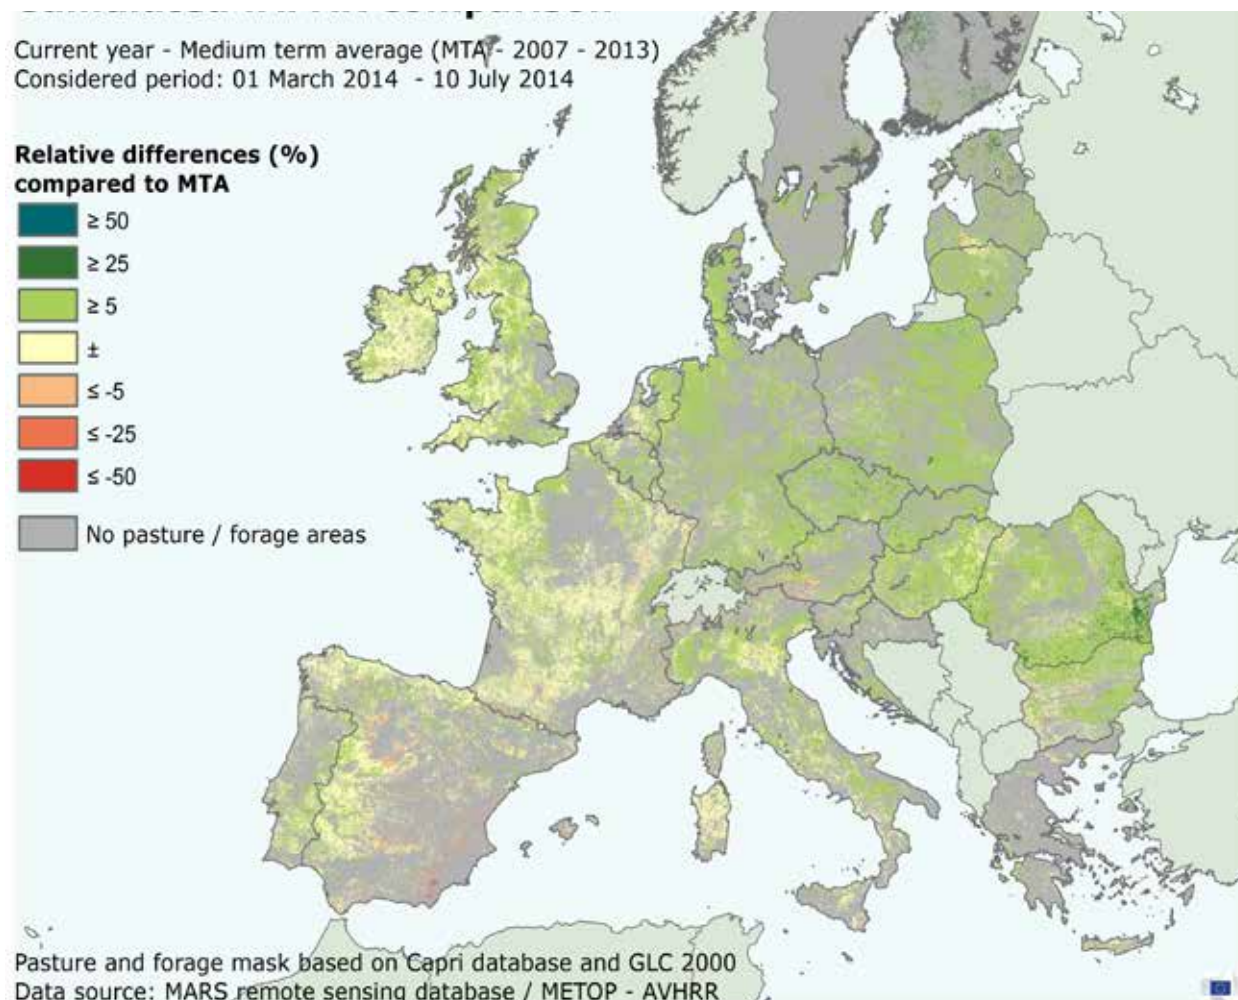 Current year - Medium term average (MTA - 2007 - 2013)
Considered period: 01 March 2014 - 10 July 2014
Relative differences (%)
compared to MTA
≥ 50
≥ 25
≥ 5
±
≤ -5
≤ -25
≤ -50
No pasture / forage areas
Pasture and forage mask based on Capri database and GLC 2000
Data source: MARS remote sensing database / METOP - AVHRR